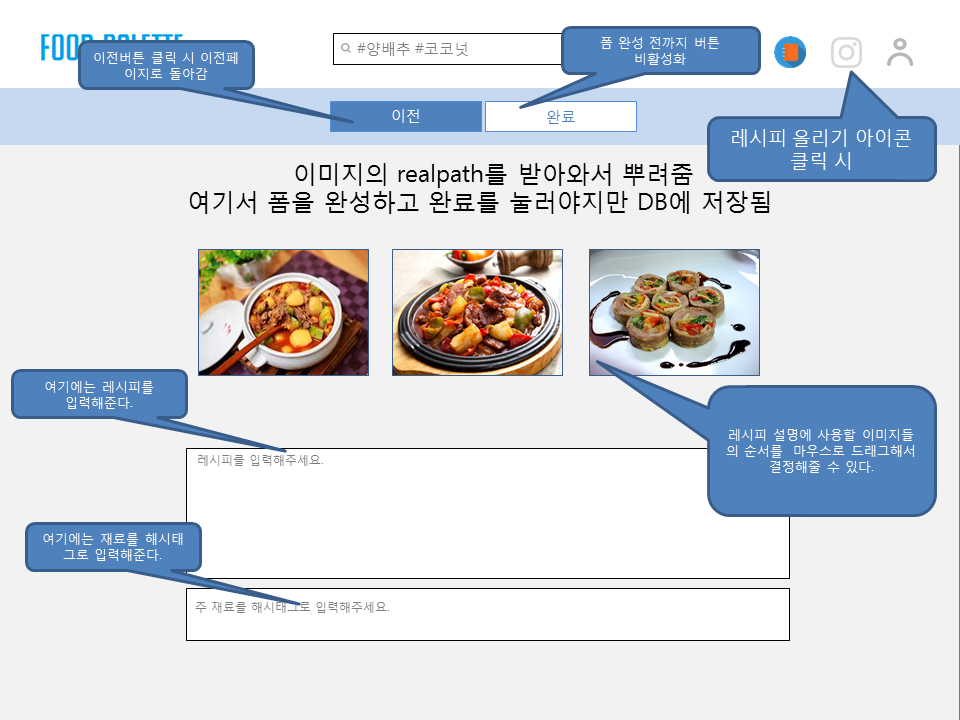 FOOD PALETTE
#양배추 #코코넛
이전버튼 클릭 시 이전페
이지로 돌아감
폼 완성 전까지 버튼
비활성화
이전
완료
레시피 올리기 아이콘
클릭 시
이미지의 realpath를 받아와서 뿌려줌
여기서 폼을 완성하고 완료를 눌러야지만 DB에 저장됨
여기에는 레시피를
입력해준다.
레시피 설명에 사용할 이미지들
의 순서를 마우스로 드래그해서
결정해줄 수 있다.
레시피를 입력해주세요.
여기에는 재료를 해시태
그로 입력해준다.
주 재료를 해시태그로 입력해주세요.